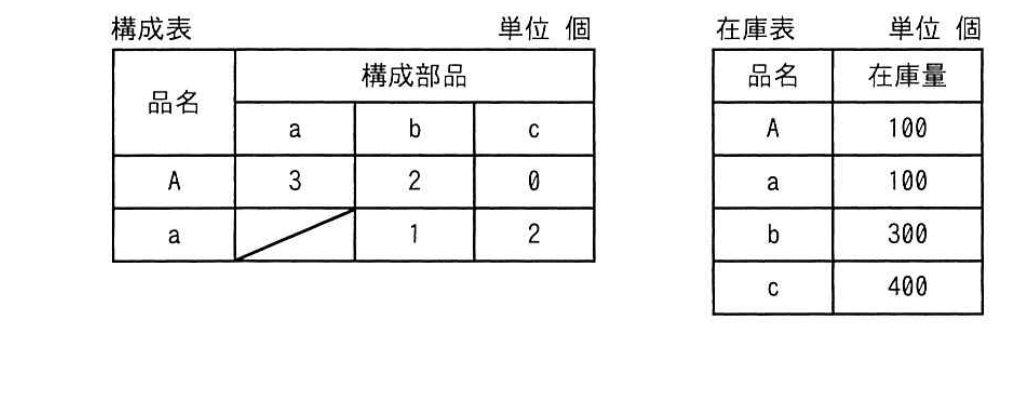 構成表 単位 個
品名 構成部品
a b c
A 3 2 0
a 1 2
在庫表 単位 個
品名 在庫量
A 100
a 100
b 300
c 400